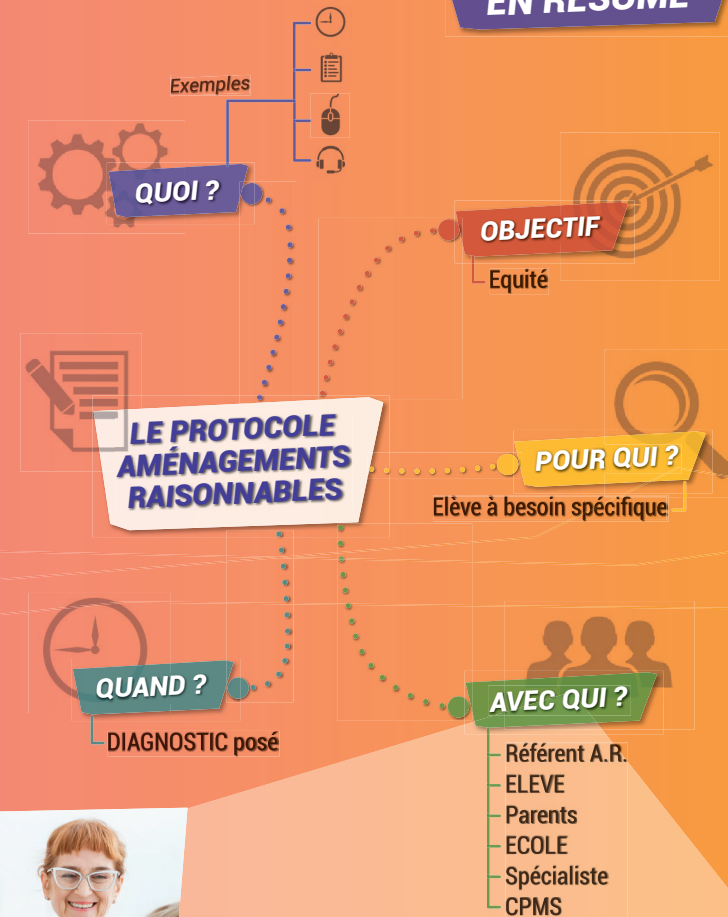 EN RÉSUMÉ
Exemples
QUOI ?
OBJECTIF
Equité
LE PROTOCOLE
AMÉNAGEMENTS
RAISONNABLES
POUR QUI ?
Elève à besoin spécifique
QUAND ?
DIAGNOSTIC posé
AVEC QUI ?
Référent A.R.
ELEVE
Parents
ECOLE
Spécialiste
CPMS